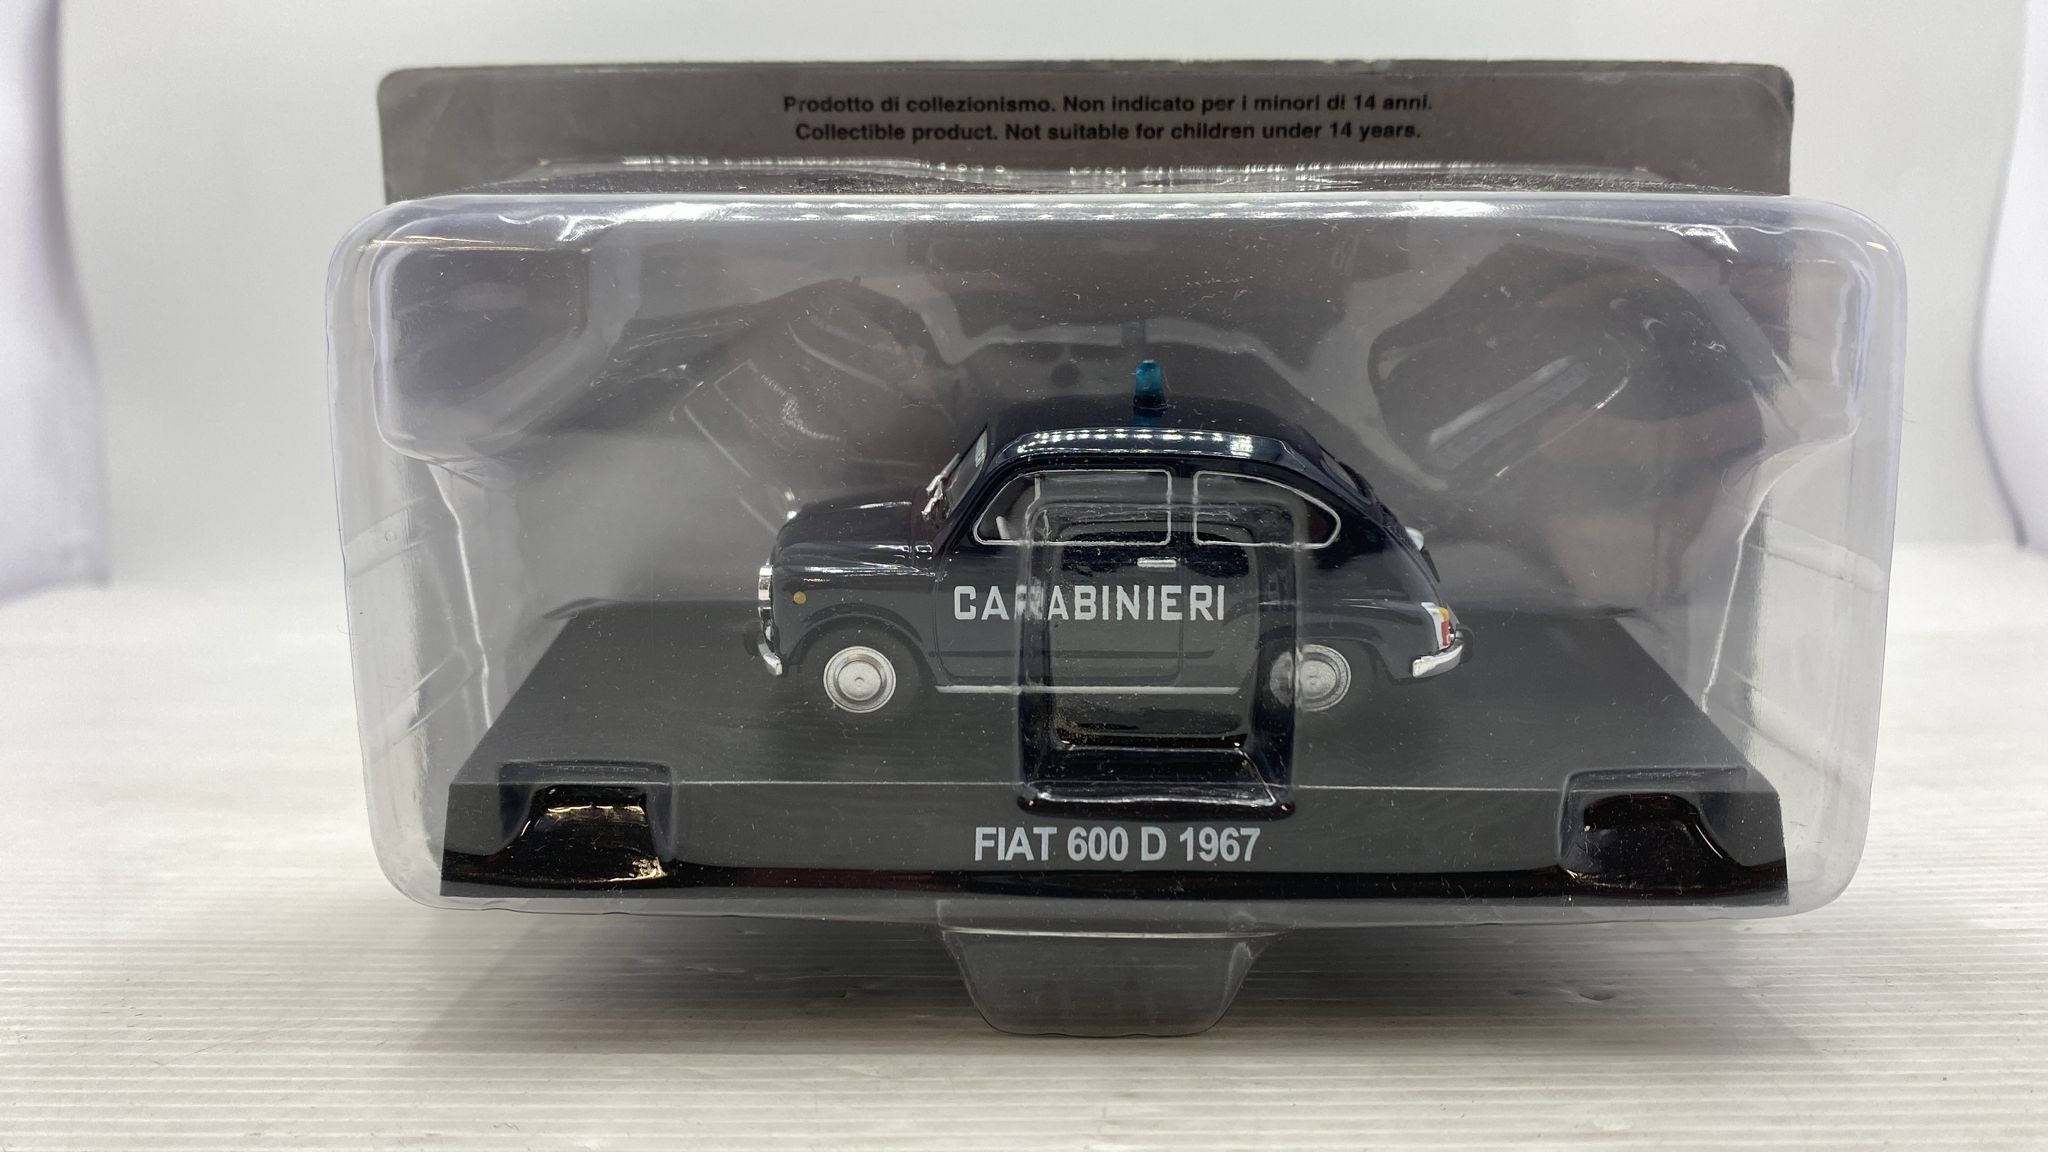 Prodotto di collezionismo. Non indicato per i minori di 14 anni.
Collectible product. Not suitable for children under 14 years.
CARABINIERI
FIAT 600 D 1967